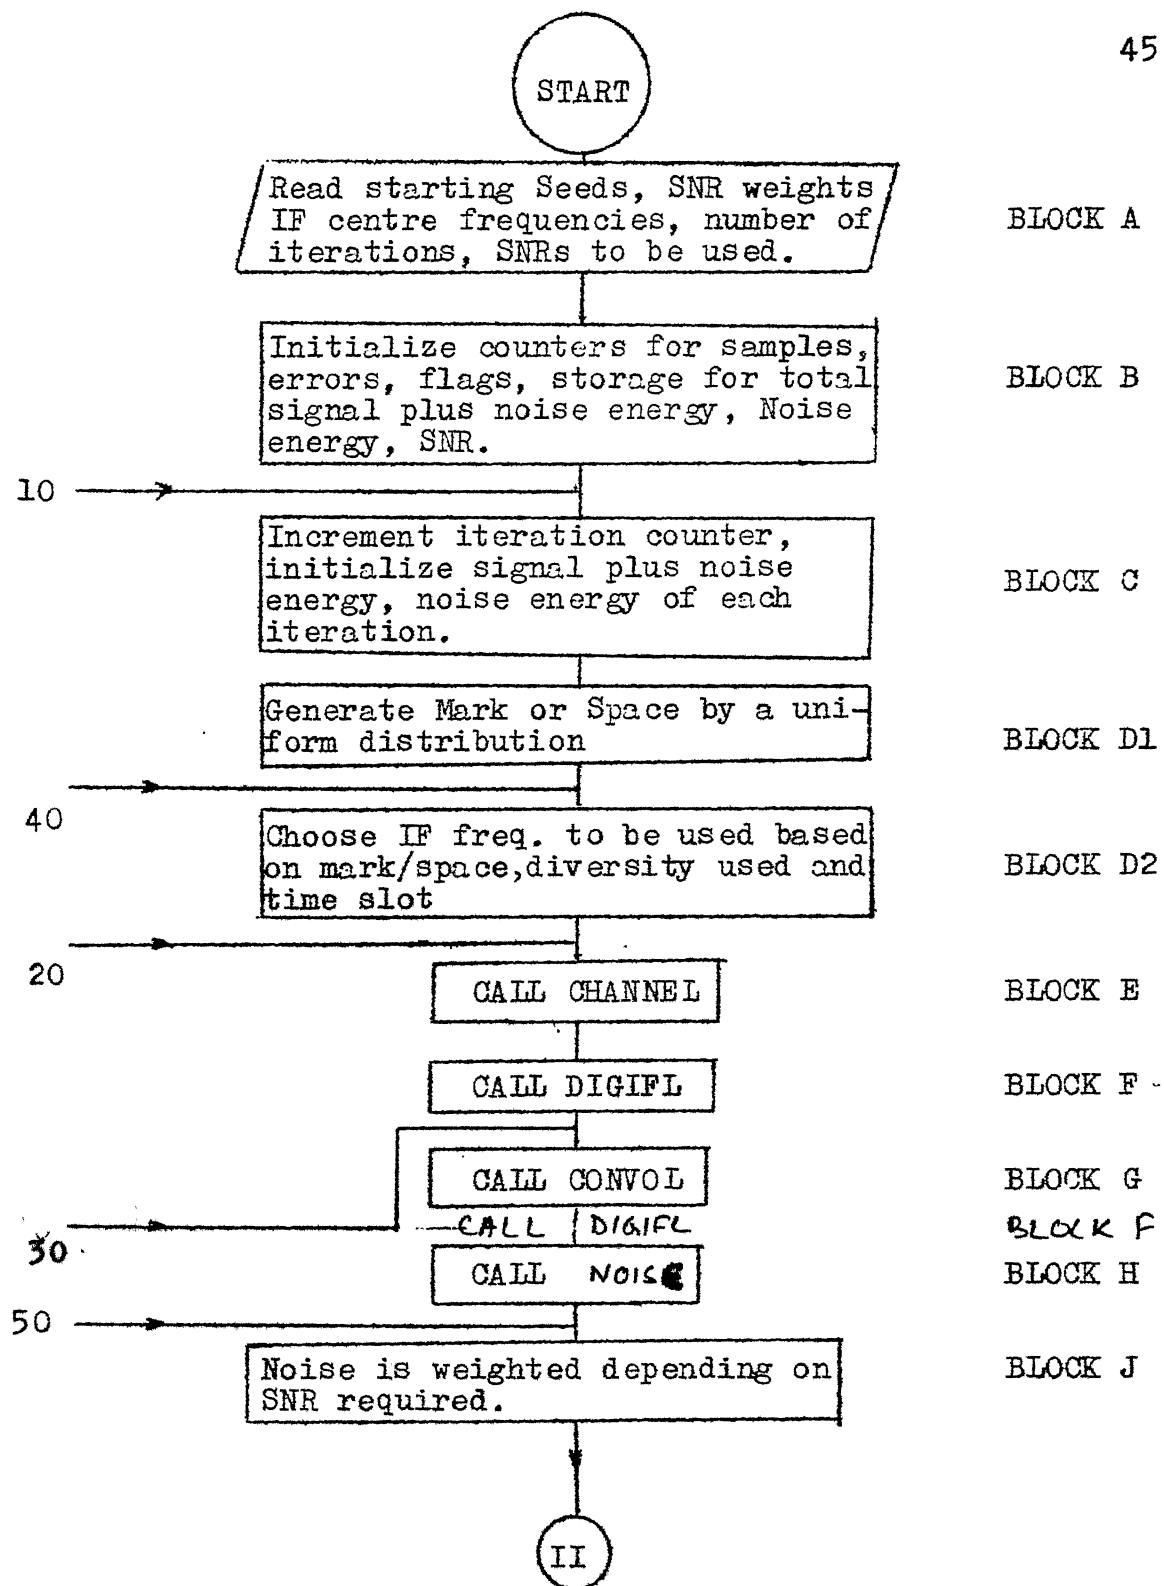 45
START
Read starting Seeds, SNR weights
IF centre frequencies, number of
iterations, SNRs to be used.
BLOCK A
Initialize counters for samples,
errors, flags, storage for total
signal plus noise energy, Noise
energy, SNR.
BLOCK B
10
Increment iteration counter,
initialize signal plus noise
energy, noise energy of each
iteration.
BLOCK C
Generate Mark or Space by a uni-
form distribution
BLOCK D1
40
Choose IF freq. to be used based
on mark/space,diversity used and
time slot
BLOCK D2
20
CALL CHANNEL
BLOCK E
CALL DIGIFL
BLOCK F
CALL CONVOL
BLOCK G
30
CALL DIGIFL
BLOCK F
CALL NOISE
BLOCK H
50
Noise is weighted depending on
SNR required.
BLOCK J
II